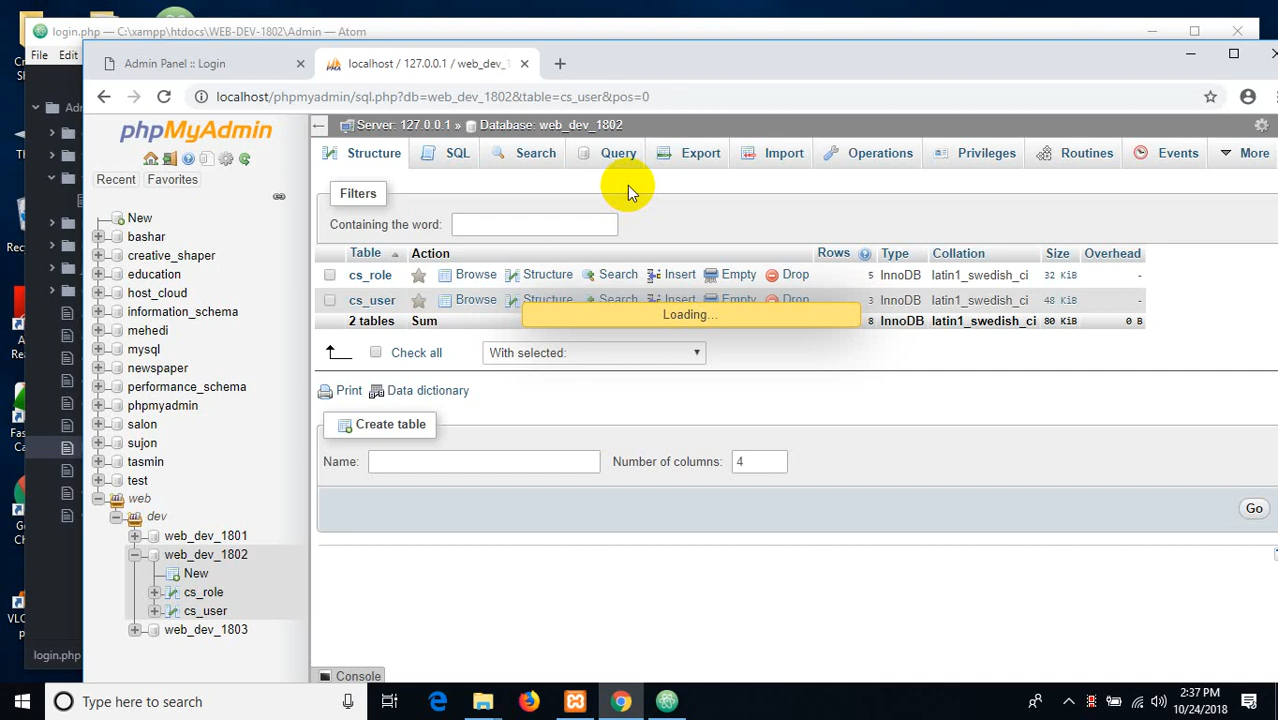 login.php — C:\xampp\htdocs\WEB-DEV-1802\Admin — Atom
File Edit
Admin Panel :: Login
localhost / 127.0.0.1 / web_dev_1
localhost/phpmyadmin/sql.php?db=web_dev_1802&table=cs_user&pos=0
phpMyAdmin
Server: 127.0.0.1 » Database: web_dev_1802
Structure SQL Search Query Export Import Operations Privileges Routines Events More
Recent Favorites
Filters
Containing the word:
New
bashar
creative_shaper
education
host_cloud
information_schema
mehedi
mysql
newspaper
performance_schema
phpmyadmin
salon
sujon
tasmin
test
web
dev
web_dev_1801
web_dev_1802
New
cs_role
cs_user
web_dev_1803
Table Action Rows Type Collation Size Overhead
cs_role Browse Structure Search Insert Empty Drop 5 InnoDB latin1_swedish_ci 32 KiB -
cs_user Browse Structure Search Insert Empty Drop 3 InnoDB latin1_swedish_ci 48 KiB -
Loading...
2 tables Sum 8 InnoDB latin1_swedish_ci 80 KiB 0 B
Check all With selected:
Print Data dictionary
Create table
Name: Number of columns: 4
Go
Console
login.php
Type here to search
2:37 PM
10/24/2018